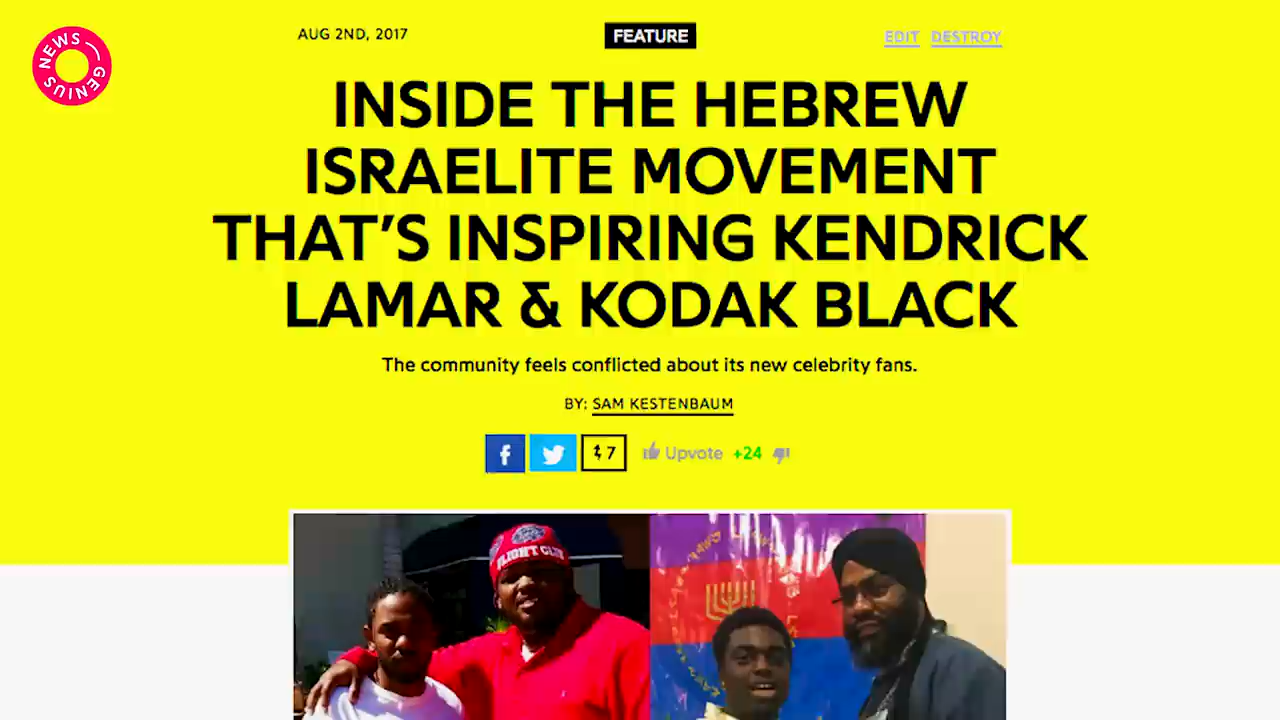 NEWS GENIUS
AUG 2ND, 2017
FEATURE
EDIT DESTROY
INSIDE THE HEBREW
ISRAELITE MOVEMENT
THAT'S INSPIRING KENDRICK
LAMAR & KODAK BLACK
The community feels conflicted about its new celebrity fans.
BY: SAM KESTENBAUM
f
7
Upvote +24
FLIGHT CLUB